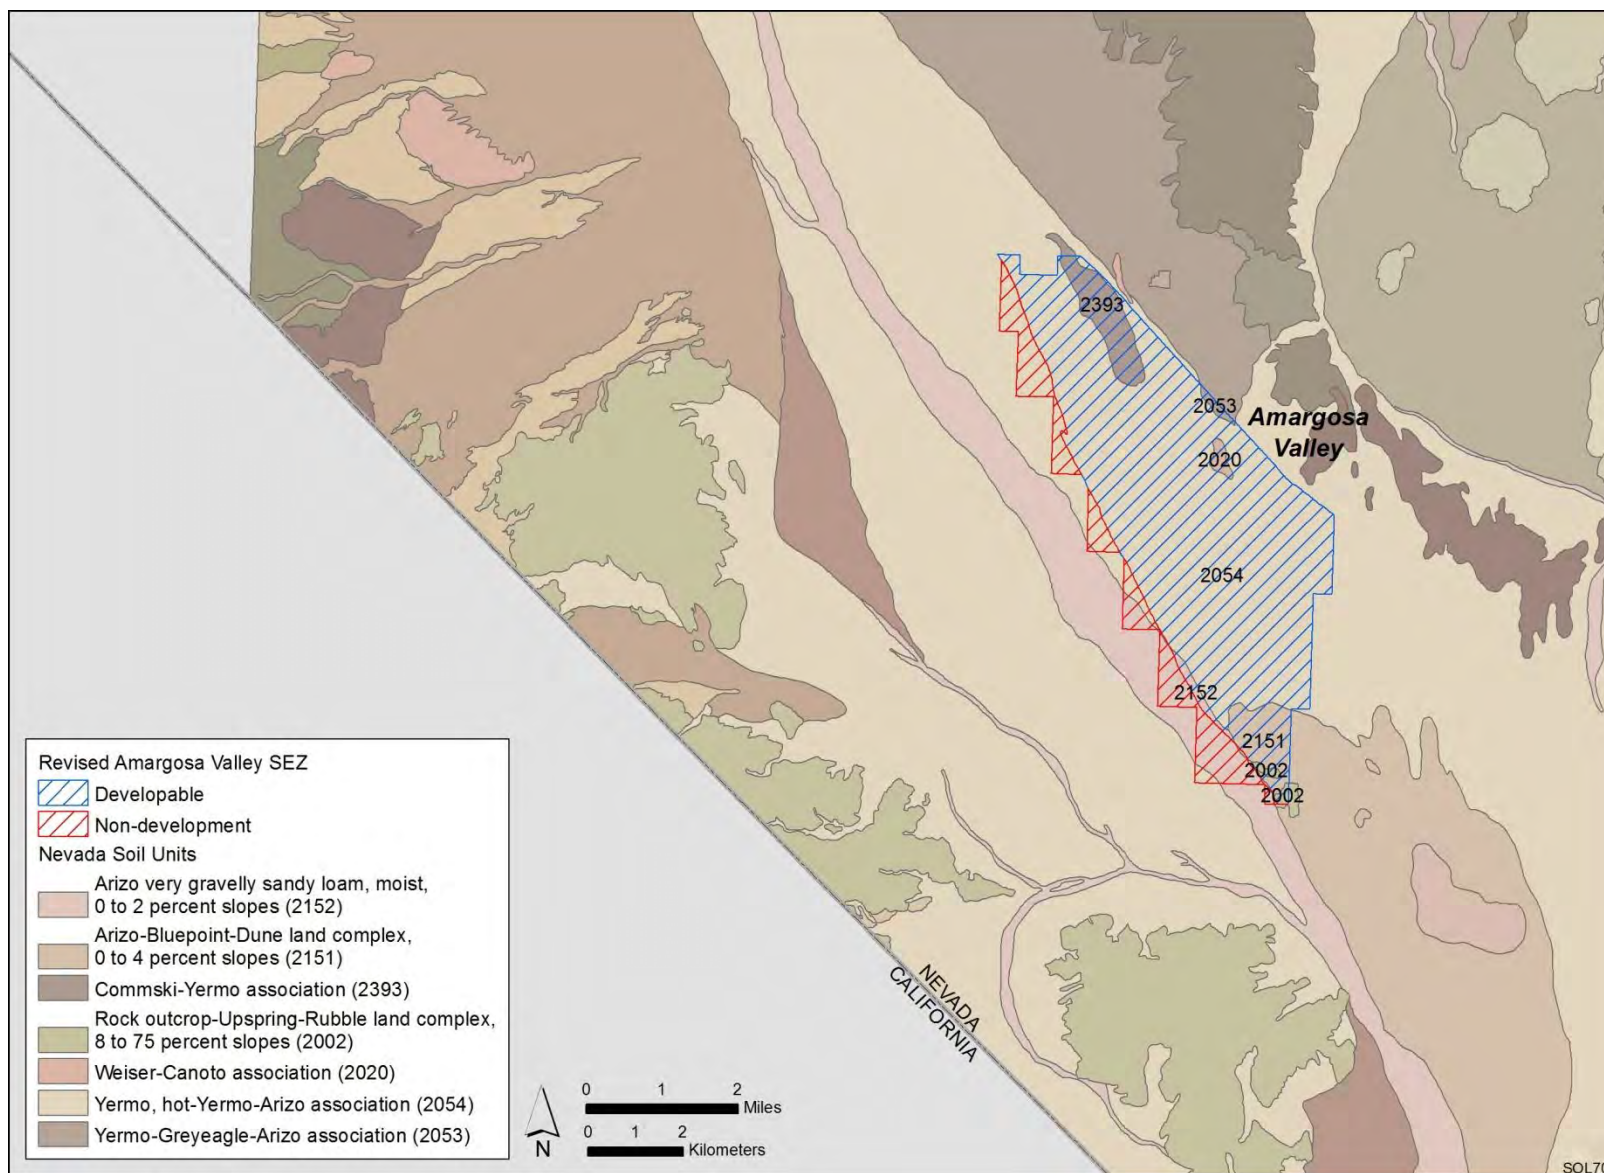 2393
2053
Amargosa
Valley
2020
2054
2152
2151
2002
2002
NEVADA
CALIFORNIA
Revised Amargosa Valley SEZ
Developable
Non-development
Nevada Soil Units
Arizo very gravelly sandy loam, moist,
0 to 2 percent slopes (2152)
Arizo-Bluepoint-Dune land complex,
0 to 4 percent slopes (2151)
Commski-Yermo association (2393)
Rock outcrop-Upspring-Rubble land complex,
8 to 75 percent slopes (2002)
Weiser-Canoto association (2020)
Yermo, hot-Yermo-Arizo association (2054)
Yermo-Greyeagle-Arizo association (2053)
N
0 1 2
Miles
0 1 2
Kilometers